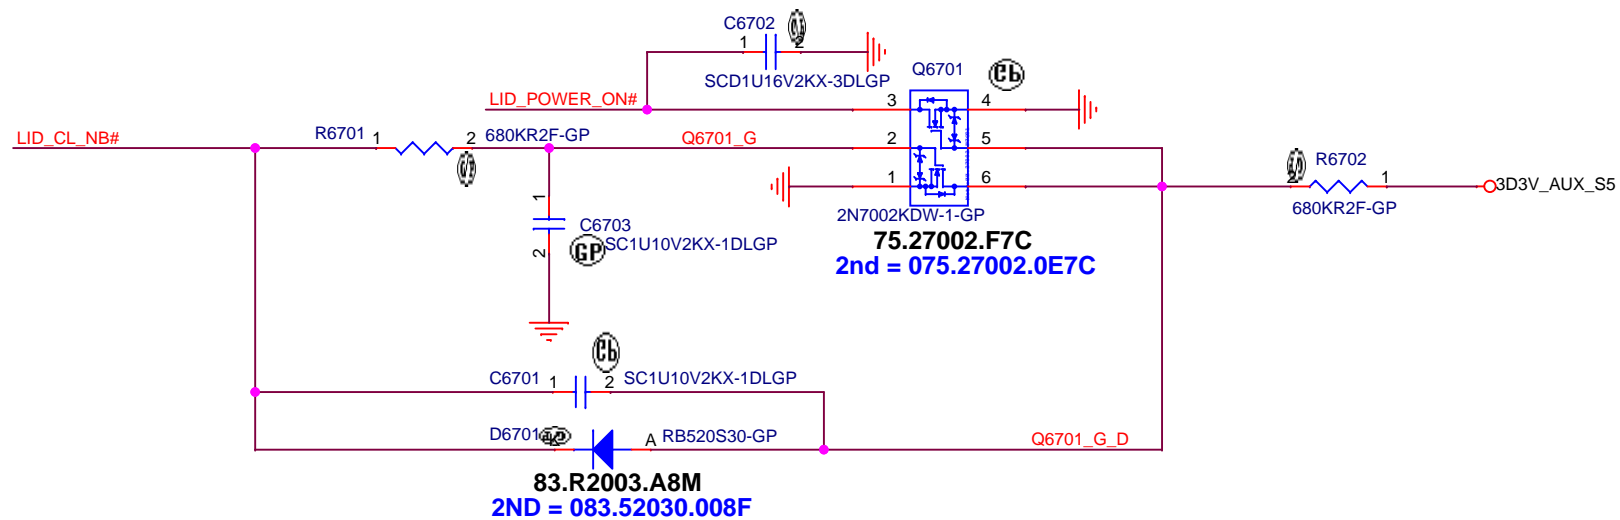 C6702
1
2
SCD1U16V2KX-3DLGP
Q6701
LID_POWER_ON#
3
4
LID_CL_NB#
R6701
1
2
680KR2F-GP
Q6701_G
2
5
1
6
R6702
2
1
3D3V_AUX_S5
680KR2F-GP
1
C6703
SC1U10V2KX-1DLGP
2
GP
2N7002KDW-1-GP
75.27002.F7C
2nd = 075.27002.0E7C
C6701
1
2
SC1U10V2KX-1DLGP
D6701
A
RB520S30-GP
Q6701_G_D
83.R2003.A8M
2ND = 083.52030.008F